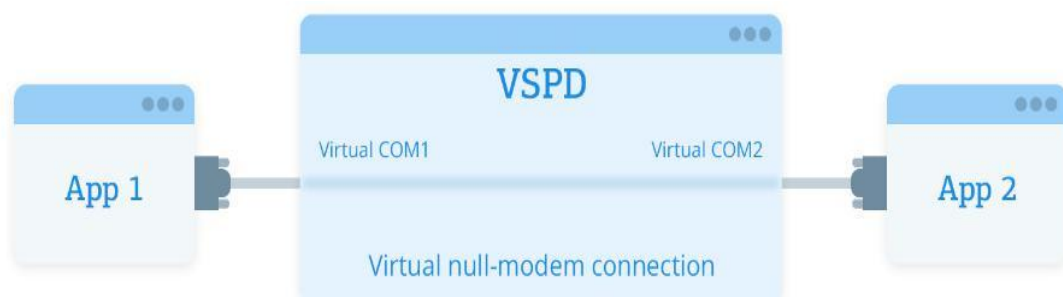 VSPD
Virtual COM1
Virtual COM2
App 1
App 2
Virtual null-modem connection